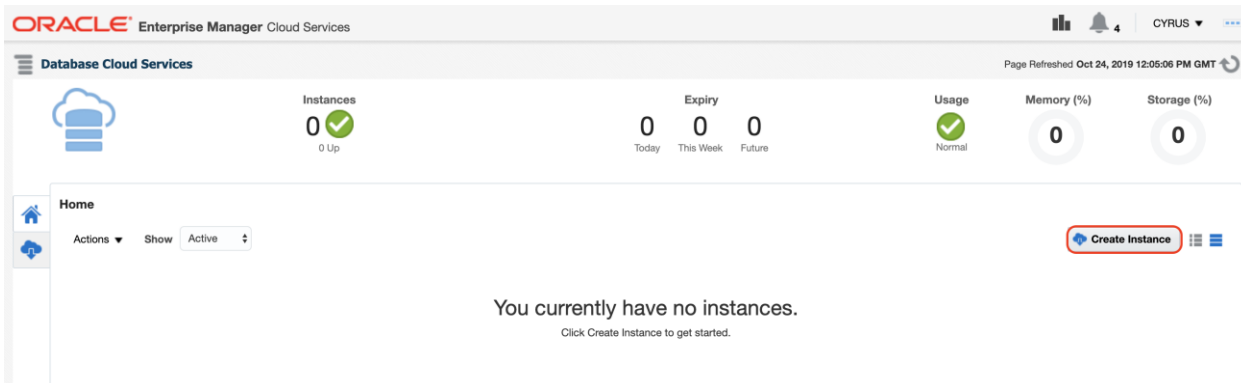 ORACLE Enterprise Manager Cloud Services 4 CYRUS
Database Cloud Services Page Refreshed Oct 24, 2019 12:05:06 PM GMT
Instances Expiry Usage Memory (%) Storage (%)
0 0 0 0 0 0
0 Up Today This Week Future Normal
Home
Actions Show Active Create Instance
You currently have no instances.
Click Create Instance to get started.